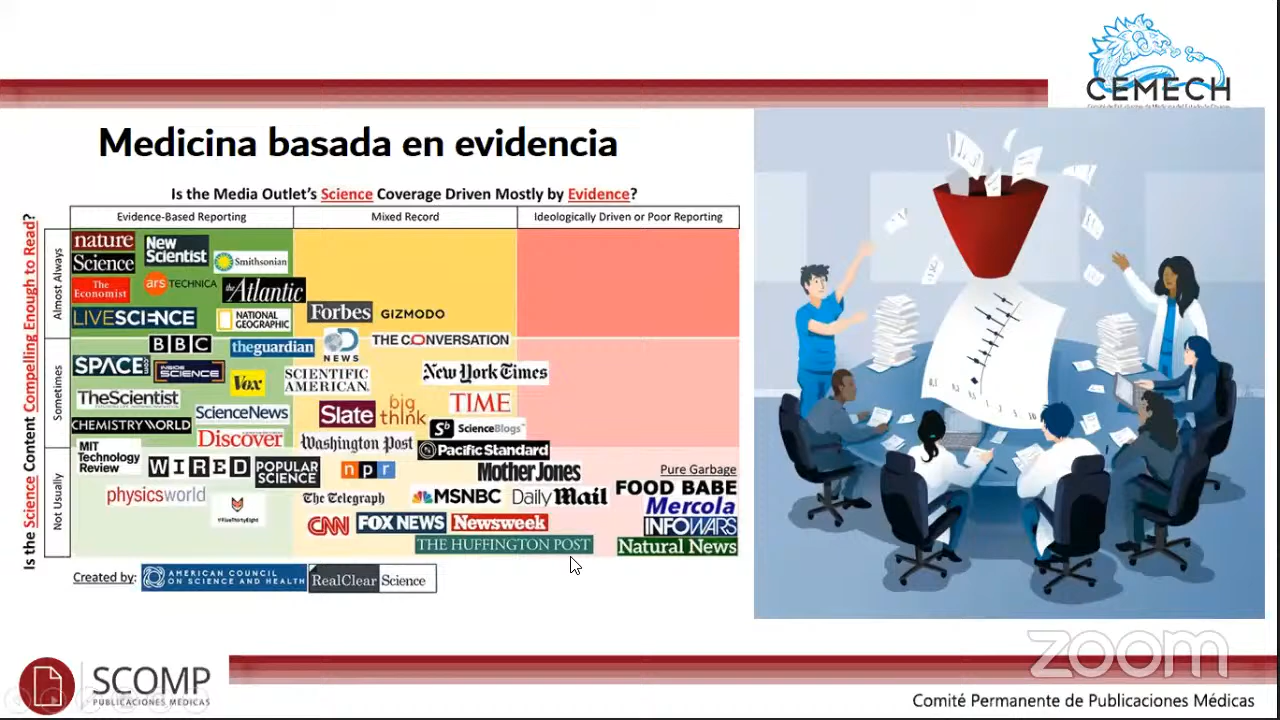 CEMECH
Medicina basada en evidencia
Is the Media Outlet's Science Coverage Driven Mostly by Evidence?
Evidence-Based Reporting
Mixed Record
Ideologically Driven or Poor Reporting
Is the Science Content Compelling Enough to Read?
Almost Always
nature
New Scientist
Science
Smithsonian
The Economist
ars TECHNICA
the Atlantic
LIVESCIENCE
NATIONAL GEOGRAPHIC
Forbes
GIZMODO
Sometimes
BBC
theguardian
D NEWS
THE CONVERSATION
SPACE.com
INSIDE SCIENCE
Vox
SCIENTIFIC AMERICAN.
New York Times
TheScientist
ScienceNews
Slate
big think
TIME
CHEMISTRY WORLD
Discover
Sb ScienceBlogs
Washington Post
Pacific Standard
Not Usually
MIT Technology Review
WIRED
POPULAR SCIENCE
npr
Mother Jones
Pure Garbage
physicsworld
FiveThirtyEight
The Telegraph
MSNBC
Daily Mail
FOOD BABE
Mercola
CNN
FOX NEWS
Newsweek
INFOWARS
THE HUFFINGTON POST
Natural News
Created by:
AMERICAN COUNCIL ON SCIENCE AND HEALTH
RealClear Science
zoom
SCOMP
PUBLICACIONES MÉDICAS
Comité Permanente de Publicaciones Médicas